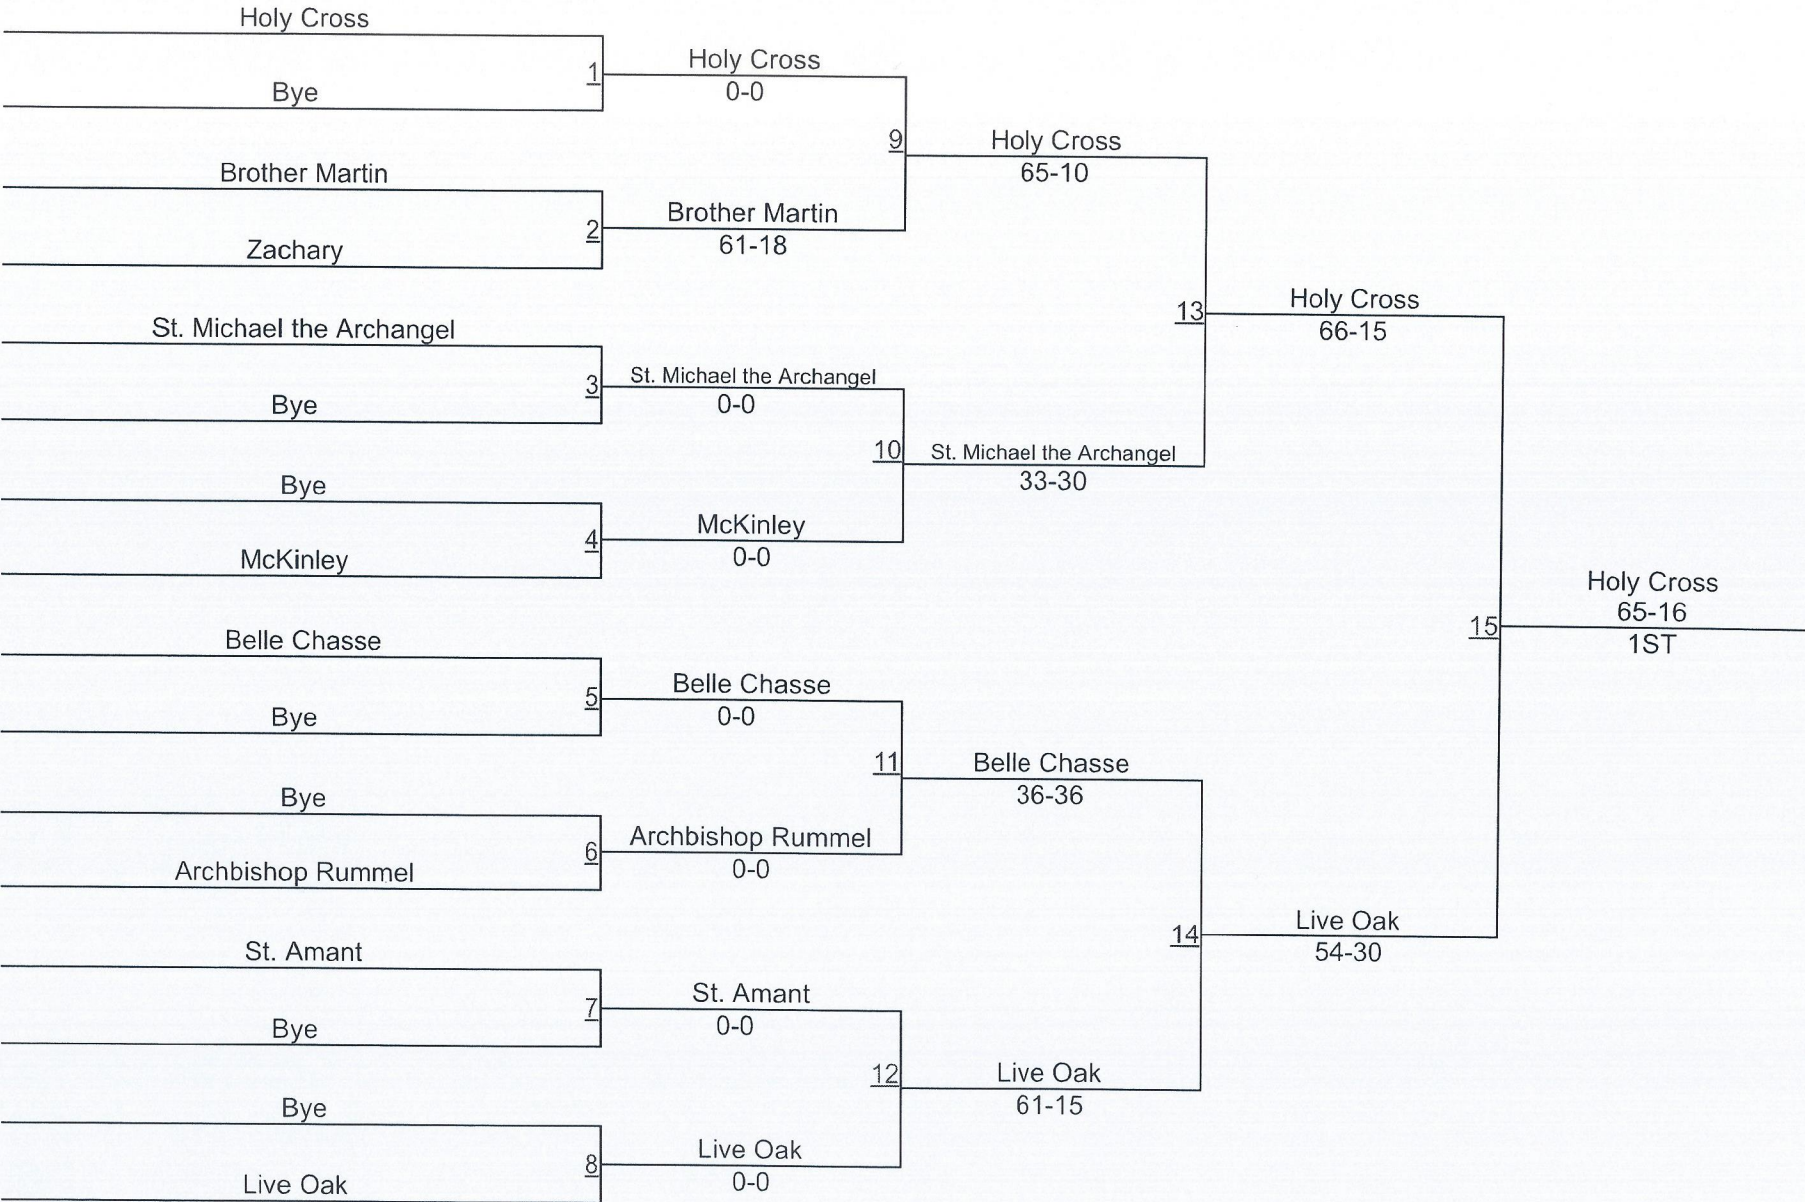 Holy Cross
1
Bye
Holy Cross
0-0
Brother Martin
2
Zachary
Brother Martin
61-18
9
Holy Cross
65-10
St. Michael the Archangel
3
Bye
St. Michael the Archangel
0-0
Bye
4
McKinley
McKinley
0-0
10
St. Michael the Archangel
33-30
13
Holy Cross
66-15
Belle Chasse
5
Bye
Belle Chasse
0-0
Bye
6
Archbishop Rummel
Archbishop Rummel
0-0
11
Belle Chasse
36-36
St. Amant
7
Bye
St. Amant
0-0
Bye
8
Live Oak
Live Oak
0-0
12
Live Oak
61-15
14
Live Oak
54-30
15
Holy Cross
65-16
1ST